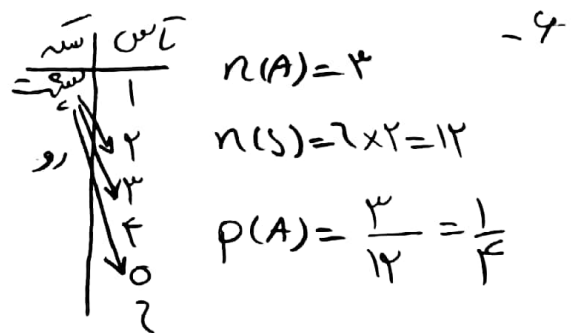 ۶-
تاس | سکه
۱ | پشت
n(A) = ۳
۲
n(S) = ۶×۲ = ۱۲
رو
۳
۴
P(A) = ۳/۱۲ = ۱/۴
۵
۶